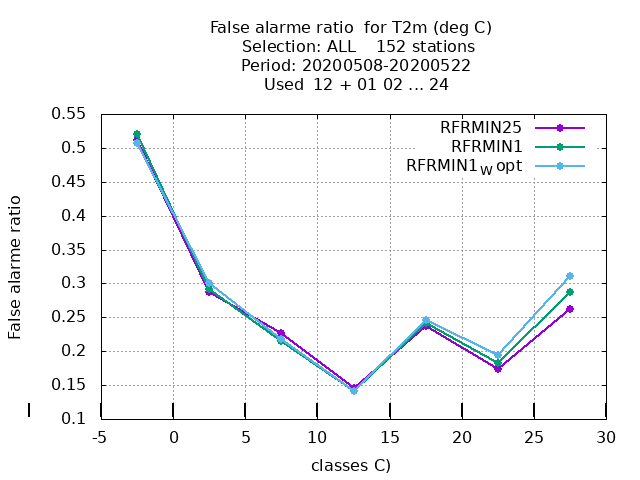 False alarme ratio  for T2m (deg C)
Selection: ALL    152 stations
Period: 20200508-20200522
Used  12 + 01 02 ... 24
RFRMIN25
RFRMIN1
RFRMIN1W opt
False alarme ratio
0.55
0.5
0.45
0.4
0.35
0.3
0.25
0.2
0.15
0.1
-5 0 5 10 15 20 25 30
classes C)